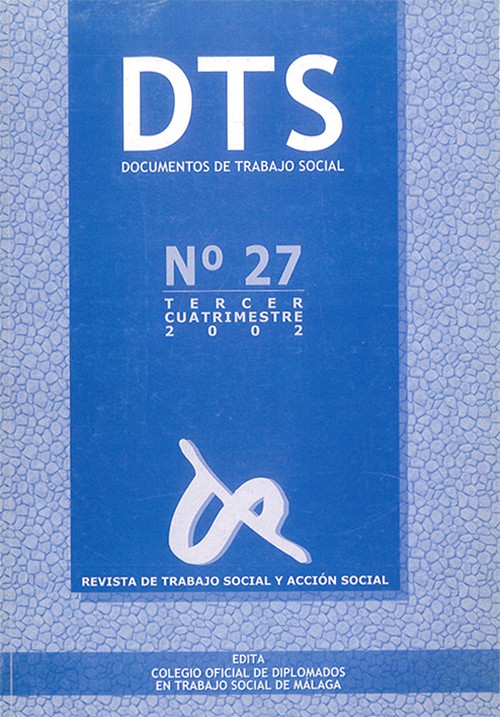 DTS
DOCUMENTOS DE TRABAJO SOCIAL
Nº 27
TERCER
CUATRIMESTRE
2002
REVISTA DE TRABAJO SOCIAL Y ACCIÓN SOCIAL
EDITA
COLEGIO OFICIAL DE DIPLOMADOS
EN TRABAJO SOCIAL DE MÁLAGA